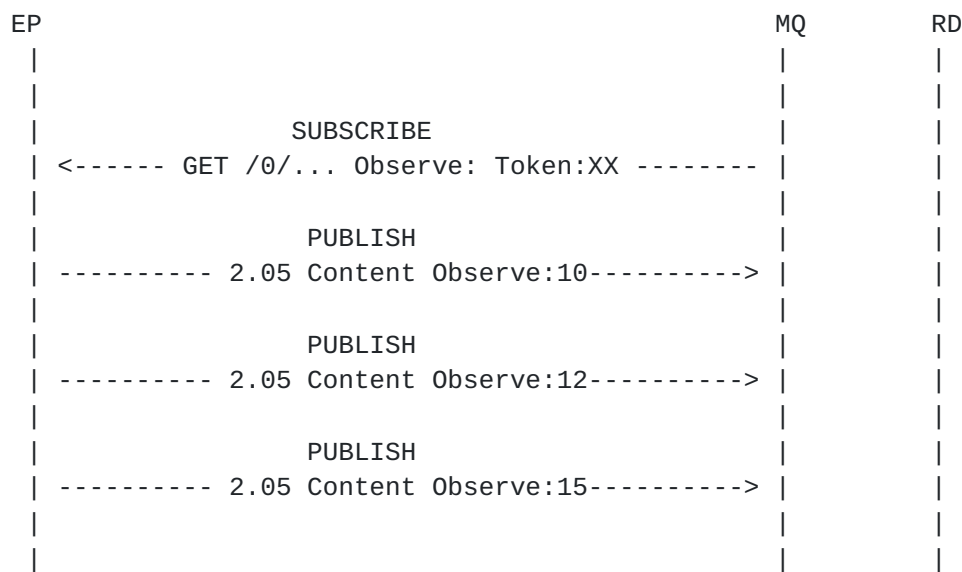 EP MQ RD
SUBSCRIBE
<------ GET /0/... Observe: Token:XX --------
PUBLISH
---------- 2.05 Content Observe:10---------->
PUBLISH
---------- 2.05 Content Observe:12---------->
PUBLISH
---------- 2.05 Content Observe:15---------->